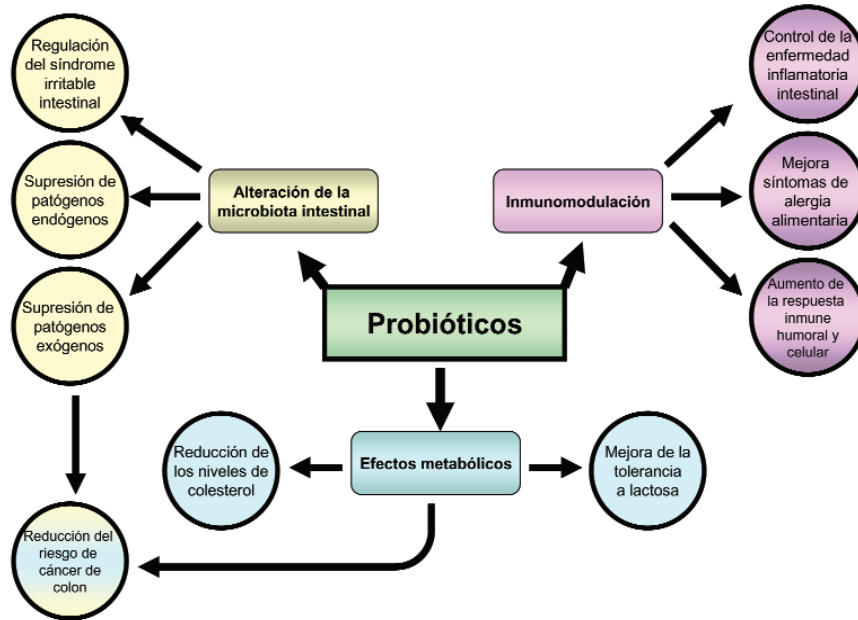 Regulación
del síndrome
irritable
intestinal
Control de la
enfermedad
inflamatoria
intestinal
Supresión de
patógenos
endógenos
Alteración de la
microbiota intestinal
Inmunomodulación
Mejora
síntomas de
alergia
alimentaria
Supresión de
patógenos
exógenos
Probióticos
Aumento de
la respuesta
inmune
humoral y
celular
Reducción de
los niveles de
colesterol
Efectos metabólicos
Mejora de la
tolerancia
a lactosa
Reducción del
riesgo de
cáncer de
colon